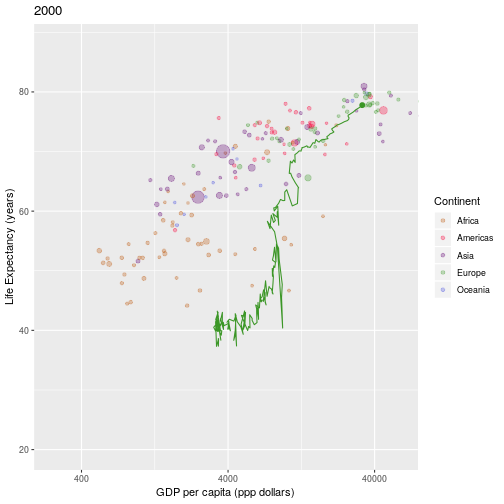 2000
Life Expectancy (years)
80
60
40
20
400
4000
40000
GDP per capita (ppp dollars)
Continent
Africa
Americas
Asia
Europe
Oceania